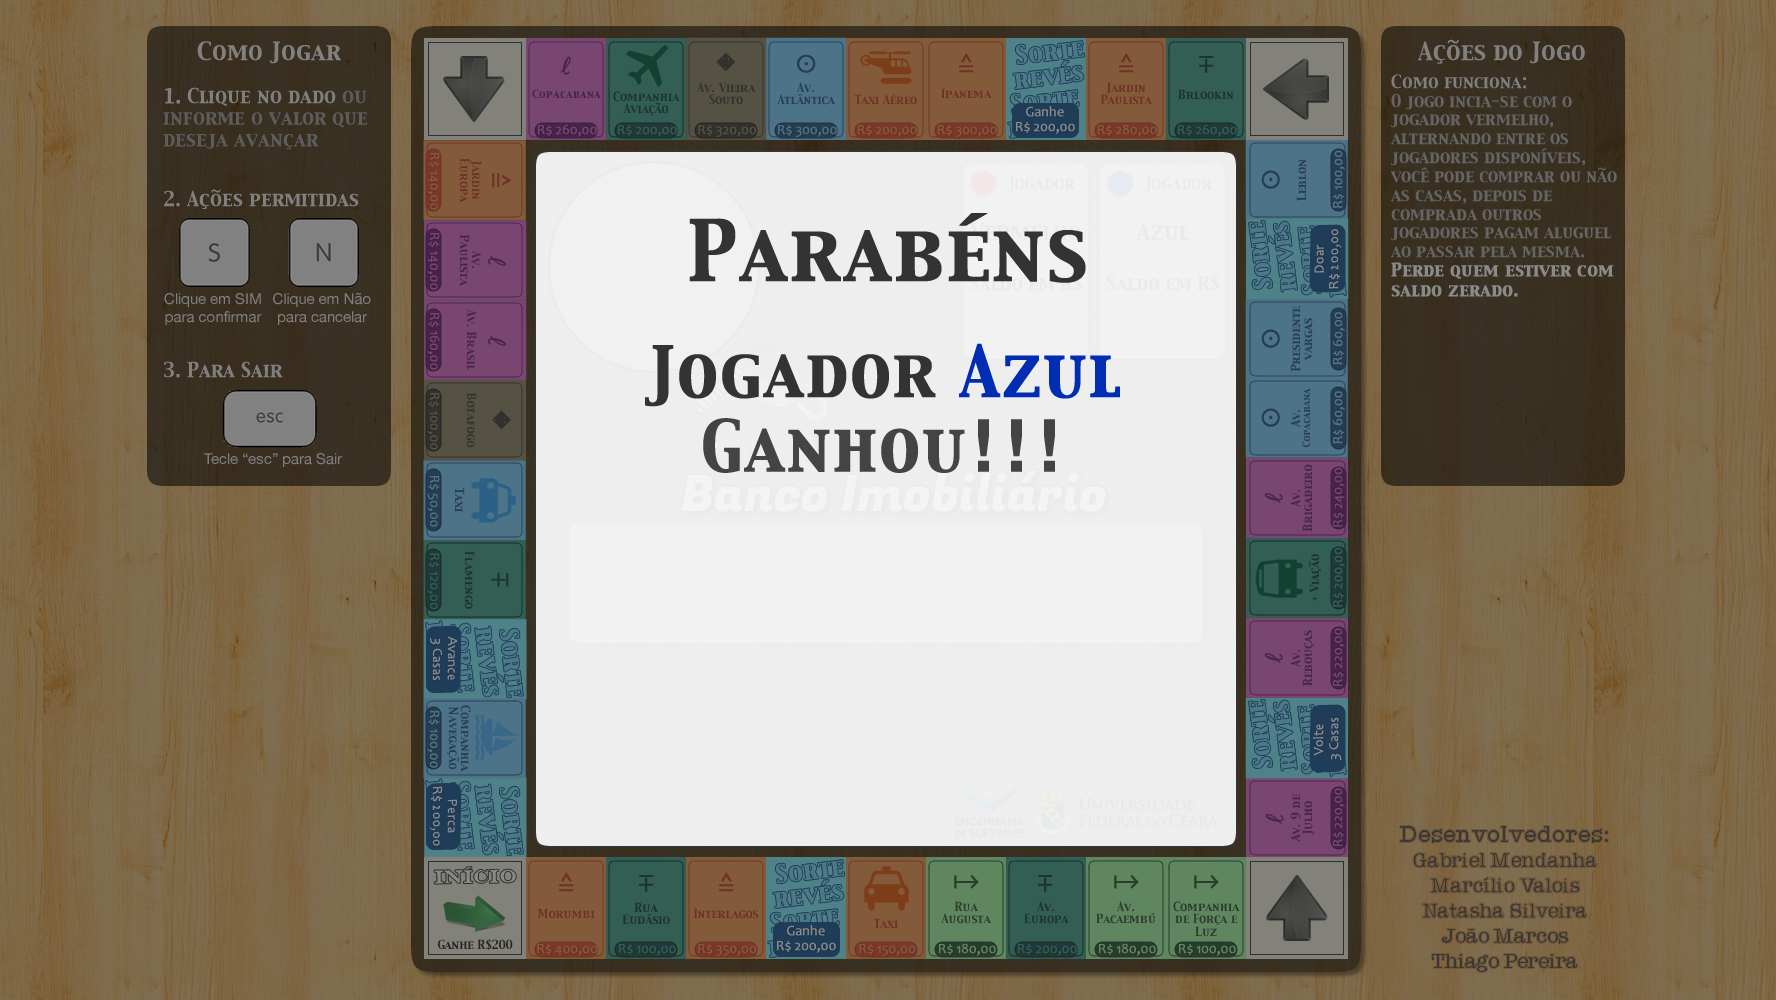 Como Jogar
1. Clique no dado ou
informe o valor que
deseja avançar
2. Ações permitidas
S
N
Clique em SIM
para confirmar
Clique em Não
para cancelar
3. Para Sair
esc
Tecle “esc” para Sair
Copacabana
R$ 260,00
Companhia
Aviação
R$ 200,00
Av. Vieira
Souto
R$ 320,00
Av.
Atlântica
R$ 300,00
Taxi Aéreo
R$ 200,00
Ipanema
R$ 300,00
Sorte
Revés
Sorte
Ganhe
R$ 200,00
Jardin
Paulista
R$ 280,00
Brlookin
R$ 260,00
Jardin
Europa
R$ 140,00
Av.
Paulista
R$ 140,00
Av. Brasil
R$ 160,00
Botafogo
R$ 100,00
Taxi
R$ 50,00
Flamengo
R$ 120,00
Sorte
Revés
Sorte
Avance
3 Casas
Companhia
Navegação
R$ 100,00
Sorte
Revés
Sorte
Perca
R$ 200,00
Jogador
Vermelho
Saldo em R$
Jogador
Azul
Saldo em R$
Parabéns
Jogador Azul
Ganhou!!!
Banco Imobiliário
Engenharia
de Software
Universidade
Federal do Ceará
Leblon
R$ 100,00
Sorte
Revés
Sorte
Doar
R$ 200,00
Presidente
Vargas
R$ 60,00
Av.
Copacabana
R$ 60,00
Av.
Brigadeiro
R$ 240,00
+ Viação
R$ 200,00
Av.
Rebouças
R$ 220,00
Sorte
Revés
Sorte
Volte
3 Casas
Av. 9 de
Julho
R$ 220,00
Início
Ganhe R$200
Morumbi
R$ 400,00
Rua
Eudásio
R$ 100,00
Interlagos
R$ 350,00
Sorte
Revés
Sorte
Ganhe
R$ 200,00
Taxi
R$ 150,00
Rua
Augusta
R$ 180,00
Av.
Europa
R$ 200,00
Av.
Pacaembú
R$ 180,00
Companhia
de Força e
Luz
R$ 100,00
Ações do Jogo
Como funciona:
O jogo incia-se com o
jogador vermelho,
alternando entre os
jogadores disponíveis,
você pode comprar ou não
as casas, depois de
comprada outros
jogadores pagam aluguel
ao passar pela mesma.
Perde quem estiver com
saldo zerado.
Desenvolvedores:
Gabriel Mendanha
Marcílio Valois
Natasha Silveira
João Marcos
Thiago Pereira